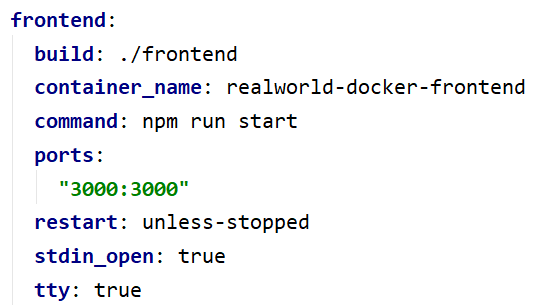 frontend:
  build: ./frontend
  container_name: realworld-docker-frontend
  command: npm run start
  ports:
    "3000:3000"
  restart: unless-stopped
  stdin_open: true
  tty: true